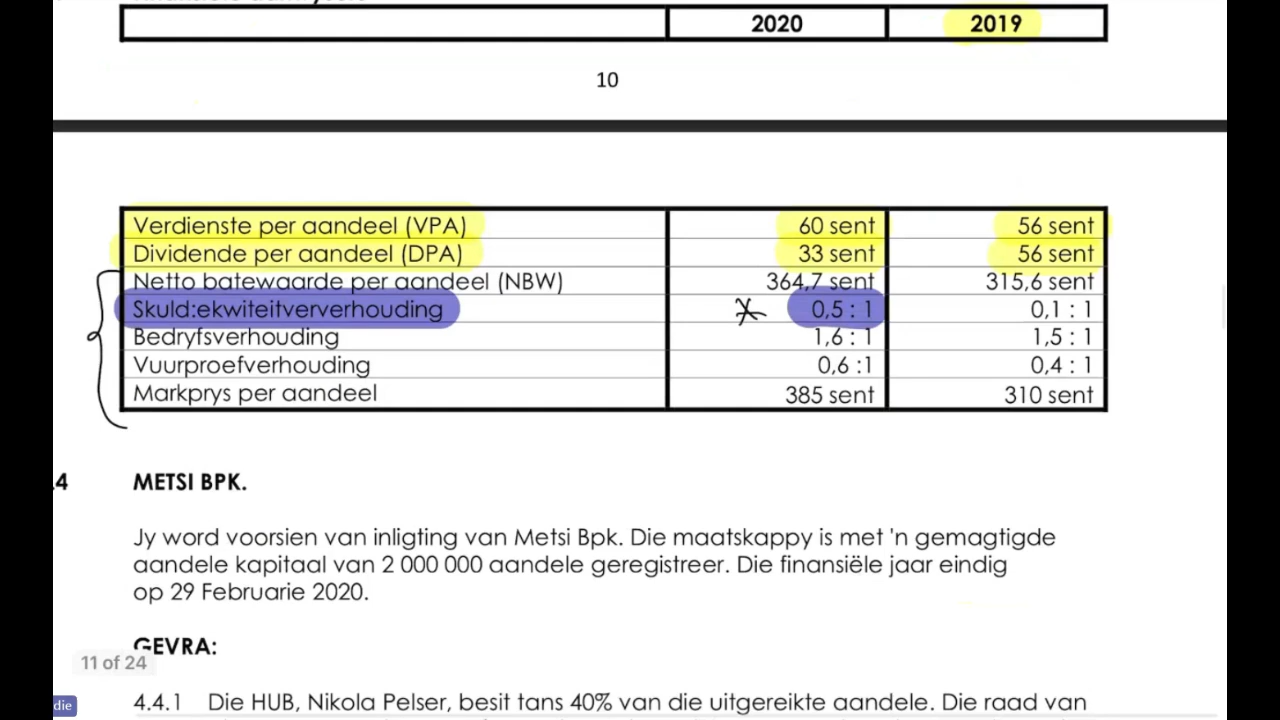 2020 2019
10
Verdienste per aandeel (VPA) 60 sent 56 sent
Dividende per aandeel (DPA) 33 sent 56 sent
Netto batewaarde per aandeel (NBW) 364,7 sent 315,6 sent
Skuld:ekwiteitververhouding 0,5 : 1 0,1 : 1
Bedryfsverhouding 1,6 : 1 1,5 : 1
Vuurproefverhouding 0,6 :1 0,4 : 1
Markprys per aandeel 385 sent 310 sent
.4 METSI BPK.
Jy word voorsien van inligting van Metsi Bpk. Die maatskappy is met 'n gemagtigde
aandele kapitaal van 2 000 000 aandele geregistreer. Die finansiële jaar eindig
op 29 Februarie 2020.
GEVRA:
11 of 24
die
4.4.1 Die HUB, Nikola Pelser, besit tans 40% van die uitgereikte aandele. Die raad van